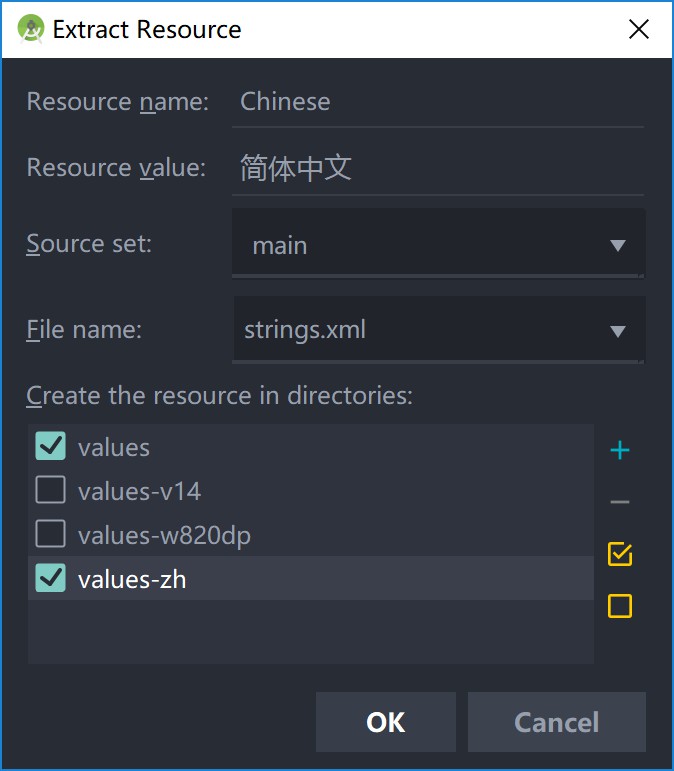 Extract Resource
Resource name: Chinese
Resource value: 简体中文
Source set: main
File name: strings.xml
Create the resource in directories:
values
values-v14
values-w820dp
values-zh
OK Cancel